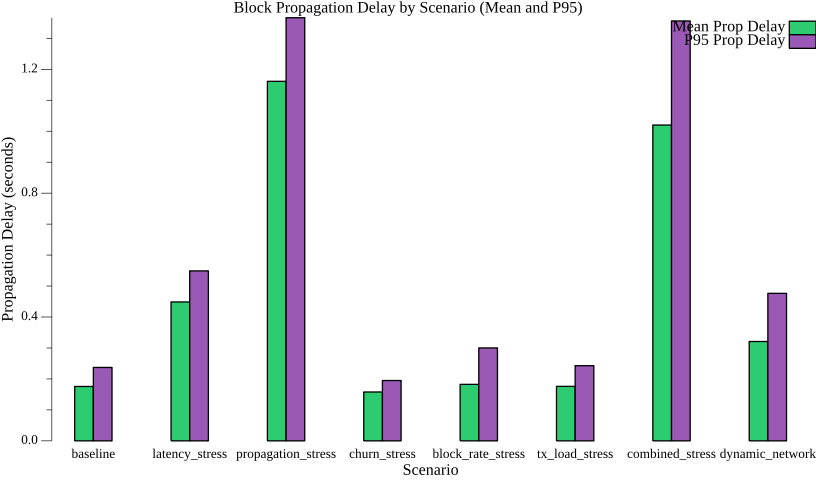 Block Propagation Delay by Scenario (Mean and P95)
Mean Prop Delay
P95 Prop Delay
Propagation Delay (seconds)
1.2
0.8
0.4
0.0
baseline latency_stress propagation_stress churn_stress block_rate_stress tx_load_stress combined_stress dynamic_network
Scenario